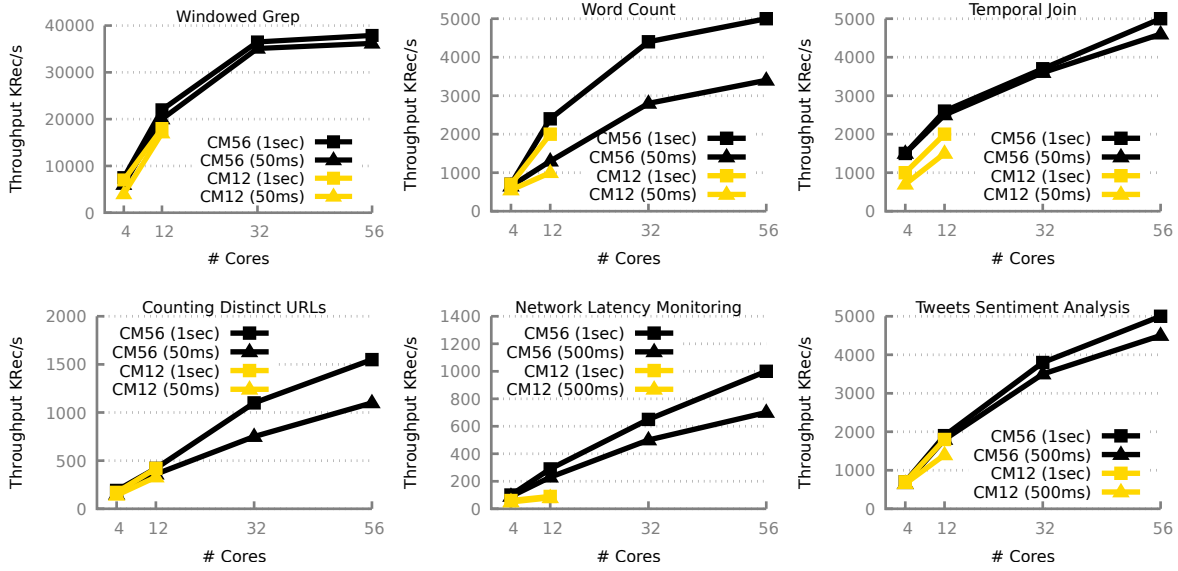 Windowed Grep
Throughput KRec/s
40000
30000
20000
10000
0
CM56 (1sec)
CM56 (50ms)
CM12 (1sec)
CM12 (50ms)
4 12 32 56
# Cores
Word Count
Throughput KRec/s
5000
4000
3000
2000
1000
0
CM56 (1sec)
CM56 (50ms)
CM12 (1sec)
CM12 (50ms)
4 12 32 56
# Cores
Temporal Join
Throughput KRec/s
5000
4000
3000
2000
1000
0
CM56 (1sec)
CM56 (50ms)
CM12 (1sec)
CM12 (50ms)
4 12 32 56
# Cores
Counting Distinct URLs
Throughput KRec/s
2000
1500
1000
500
0
CM56 (1sec)
CM56 (50ms)
CM12 (1sec)
CM12 (50ms)
4 12 32 56
# Cores
Network Latency Monitoring
Throughput KRec/s
1400
1200
1000
800
600
400
200
0
CM56 (1sec)
CM56 (500ms)
CM12 (1sec)
CM12 (500ms)
4 12 32 56
# Cores
Tweets Sentiment Analysis
Throughput KRec/s
5000
4000
3000
2000
1000
0
CM56 (1sec)
CM56 (500ms)
CM12 (1sec)
CM12 (500ms)
4 12 32 56
# Cores